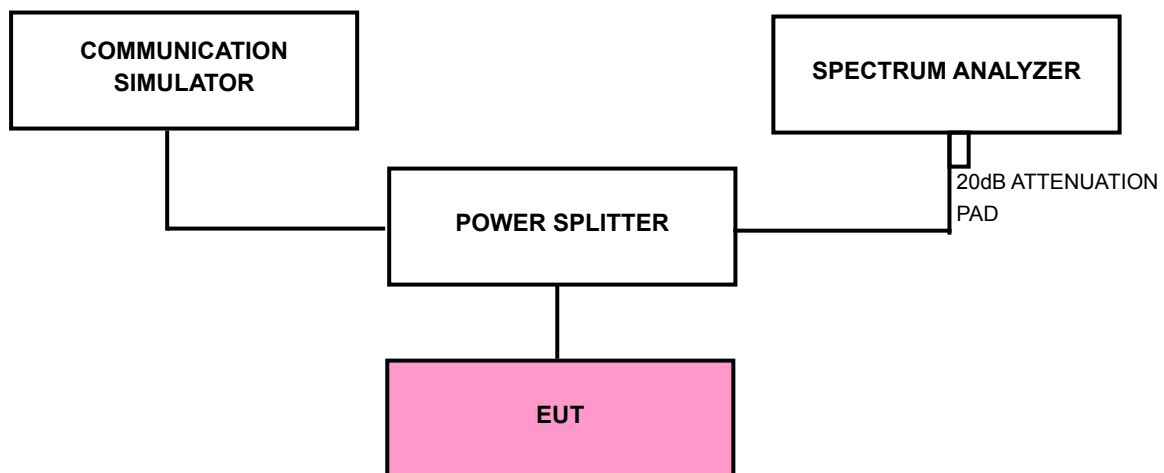 COMMUNICATION
SIMULATOR
SPECTRUM ANALYZER
20dB ATTENUATION
PAD
POWER SPLITTER
EUT